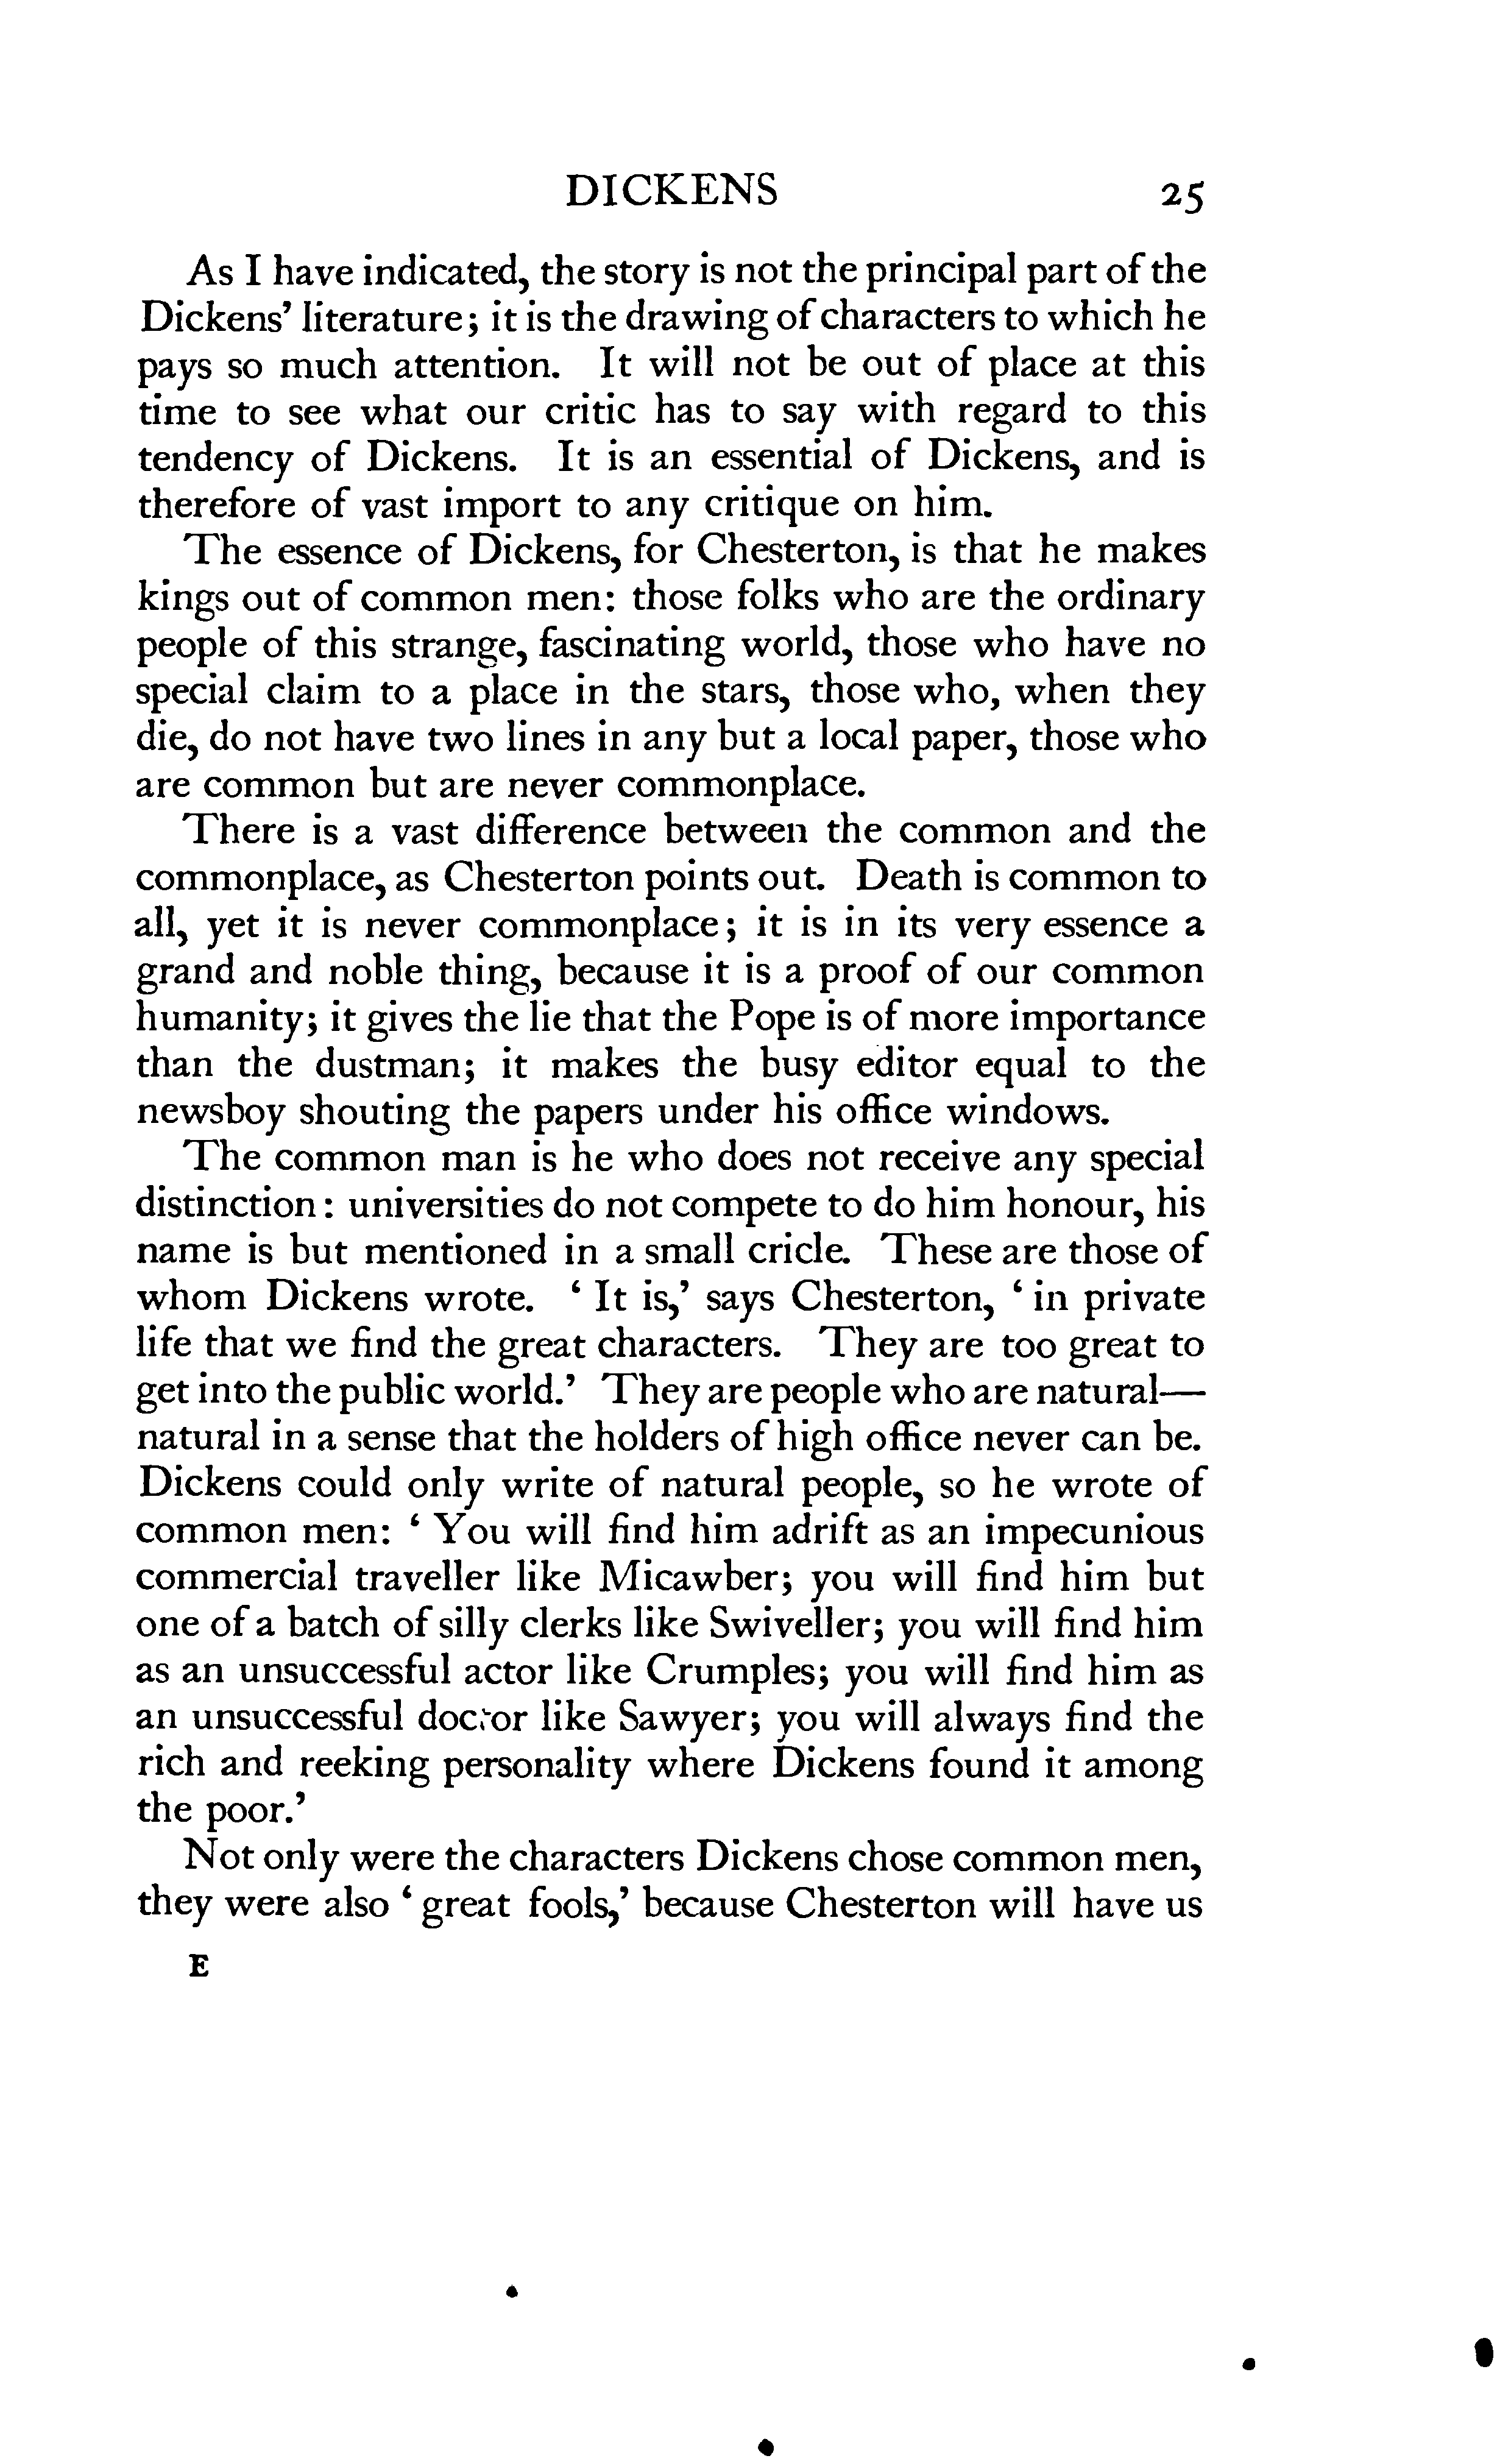 DICKENS 25
As I have indicated, the story is not the principal part of the
Dickens' literature; it is the drawing of characters to which he
pays so much attention. It will not be out of place at this
time to see what our critic has to say with regard to this
tendency of Dickens. It is an essential of Dickens, and is
therefore of vast import to any critique on him.
The essence of Dickens, for Chesterton, is that he makes
kings out of common men: those folks who are the ordinary
people of this strange, fascinating world, those who have no
special claim to a place in the stars, those who, when they
die, do not have two lines in any but a local paper, those who
are common but are never commonplace.
There is a vast difference between the common and the
commonplace, as Chesterton points out. Death is common to
all, yet it is never commonplace; it is in its very essence a
grand and noble thing, because it is a proof of our common
humanity; it gives the lie that the Pope is of more importance
than the dustman; it makes the busy editor equal to the
newsboy shouting the papers under his office windows.
The common man is he who does not receive any special
distinction: universities do not compete to do him honour, his
name is but mentioned in a small cricle. These are those of
whom Dickens wrote. ‘ It is,’ says Chesterton, ‘ in private
life that we find the great characters. They are too great to
get into the public world.’ They are people who are natural—
natural in a sense that the holders of high office never can be.
Dickens could only write of natural people, so he wrote of
common men: ‘ You will find him adrift as an impecunious
commercial traveller like Micawber; you will find him but
one of a batch of silly clerks like Swiveller; you will find him
as an unsuccessful actor like Crumples; you will find him as
an unsuccessful doctor like Sawyer; you will always find the
rich and reeking personality where Dickens found it among
the poor.’
Not only were the characters Dickens chose common men,
they were also ‘ great fools,’ because Chesterton will have us
E